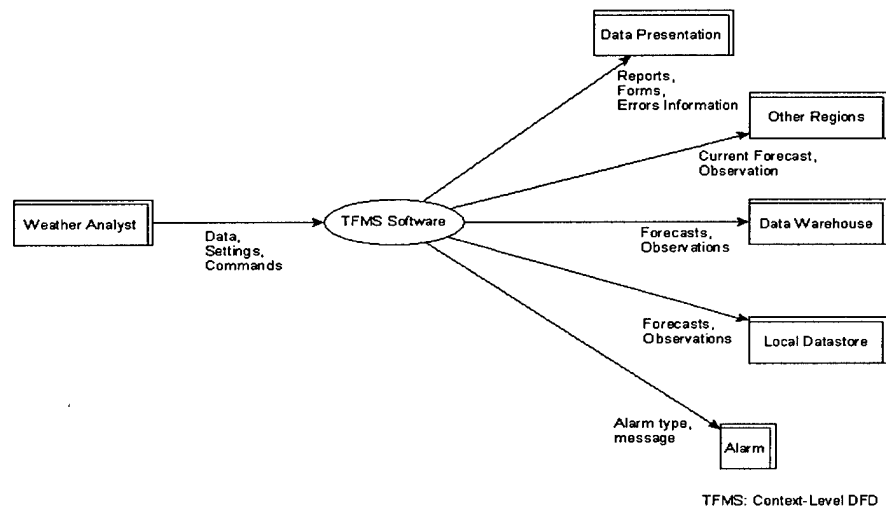 Data Presentation
Reports,
Forms,
Errors Information
Other Regions
Current Forecast,
Observation
Weather Analyst
Data,
Settings,
Commands
TFMS Software
Forecasts,
Observations
Data Warehouse
Forecasts,
Observations
Local Datastore
Alarm type,
message
Alarm
TFMS: Context-Level DFD